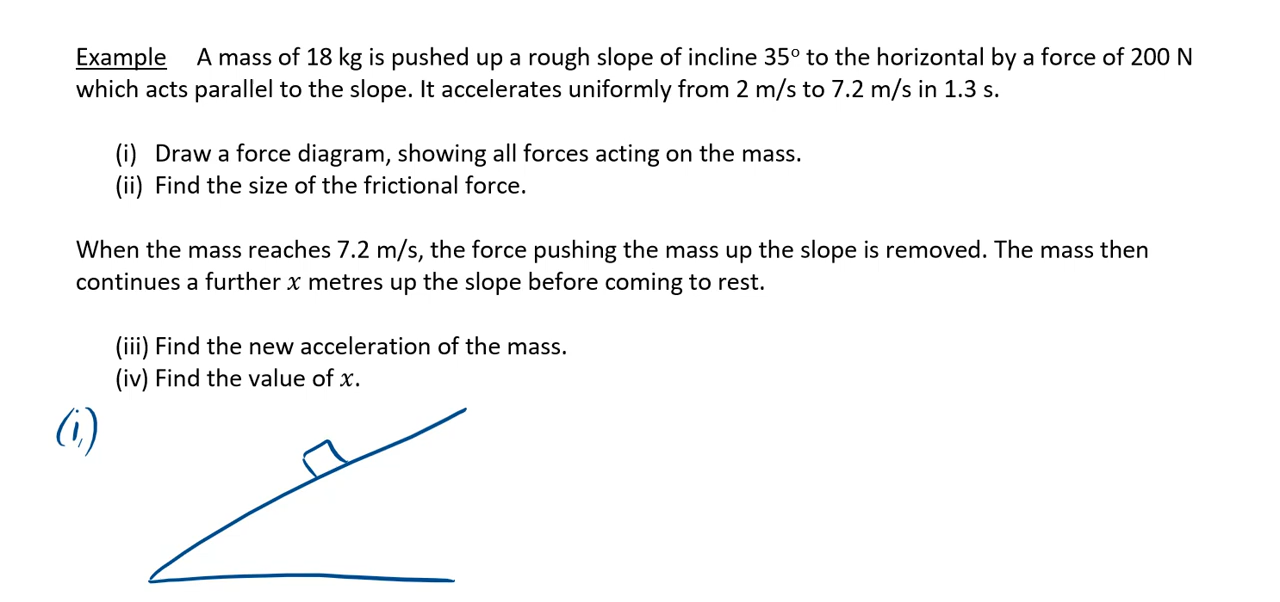 Example A mass of 18 kg is pushed up a rough slope of incline 35° to the horizontal by a force of 200 N
which acts parallel to the slope. It accelerates uniformly from 2 m/s to 7.2 m/s in 1.3 s.
(i) Draw a force diagram, showing all forces acting on the mass.
(ii) Find the size of the frictional force.
When the mass reaches 7.2 m/s, the force pushing the mass up the slope is removed. The mass then
continues a further x metres up the slope before coming to rest.
(iii) Find the new acceleration of the mass.
(iv) Find the value of x.
(i)